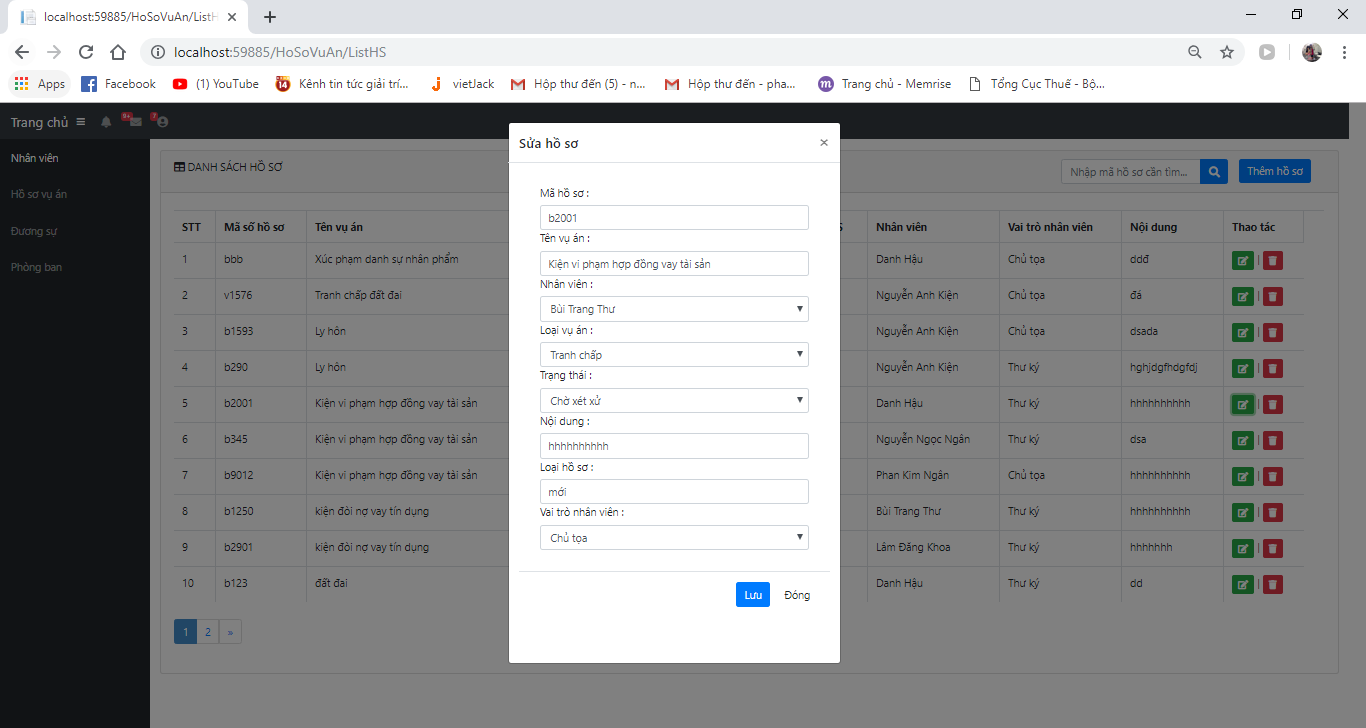 localhost:59885/HoSoVuAn/ListH
localhost:59885/HoSoVuAn/ListHS
Apps Facebook (1) YouTube Kênh tin tức giải trí... vietJack Hộp thư đến (5) - n... Hộp thư đến - pha... Trang chủ - Memrise Tổng Cục Thuế - Bộ...
Trang chủ 9+ 7
Nhân viên
Hồ sơ vụ án
Đương sự
Phòng ban
DANH SÁCH HỒ SƠ
Nhập mã hồ sơ cần tìm... Thêm hồ sơ
STT Mã số hồ sơ Tên vụ án S Nhân viên Vai trò nhân viên Nội dung Thao tác
1 bbb Xúc phạm danh sự nhân phẩm Danh Hậu Chủ tọa ddđ |
2 v1576 Tranh chấp đất đai Nguyễn Anh Kiện Chủ tọa đá |
3 b1593 Ly hôn Nguyễn Anh Kiện Chủ tọa dsada |
4 b290 Ly hôn Nguyễn Anh Kiện Thư ký hghjdgfhdgfdj |
5 b2001 Kiện vi phạm hợp đồng vay tài sản Danh Hậu Thư ký hhhhhhhhhh |
6 b345 Kiện vi phạm hợp đồng vay tài sản Nguyễn Ngọc Ngân Thư ký dsa |
7 b9012 Kiện vi phạm hợp đồng vay tài sản Phan Kim Ngân Chủ tọa hhhhhhhhhh |
8 b1250 kiện đòi nợ vay tín dụng Bùi Trang Thư Thư ký hhhhhhhhhh |
9 b2901 kiện đòi nợ vay tín dụng Lâm Đăng Khoa Thư ký hhhhhhh |
10 b123 đất đai Danh Hậu Thư ký dd |
1 2 »
Sửa hồ sơ ×
Mã hồ sơ :
b2001
Tên vụ án :
Kiện vi phạm hợp đồng vay tài sản
Nhân viên :
Bùi Trang Thư
Loại vụ án :
Tranh chấp
Trạng thái :
Chờ xét xử
Nội dung :
hhhhhhhhhh
Loại hồ sơ :
mới
Vai trò nhân viên :
Chủ tọa
Lưu Đóng